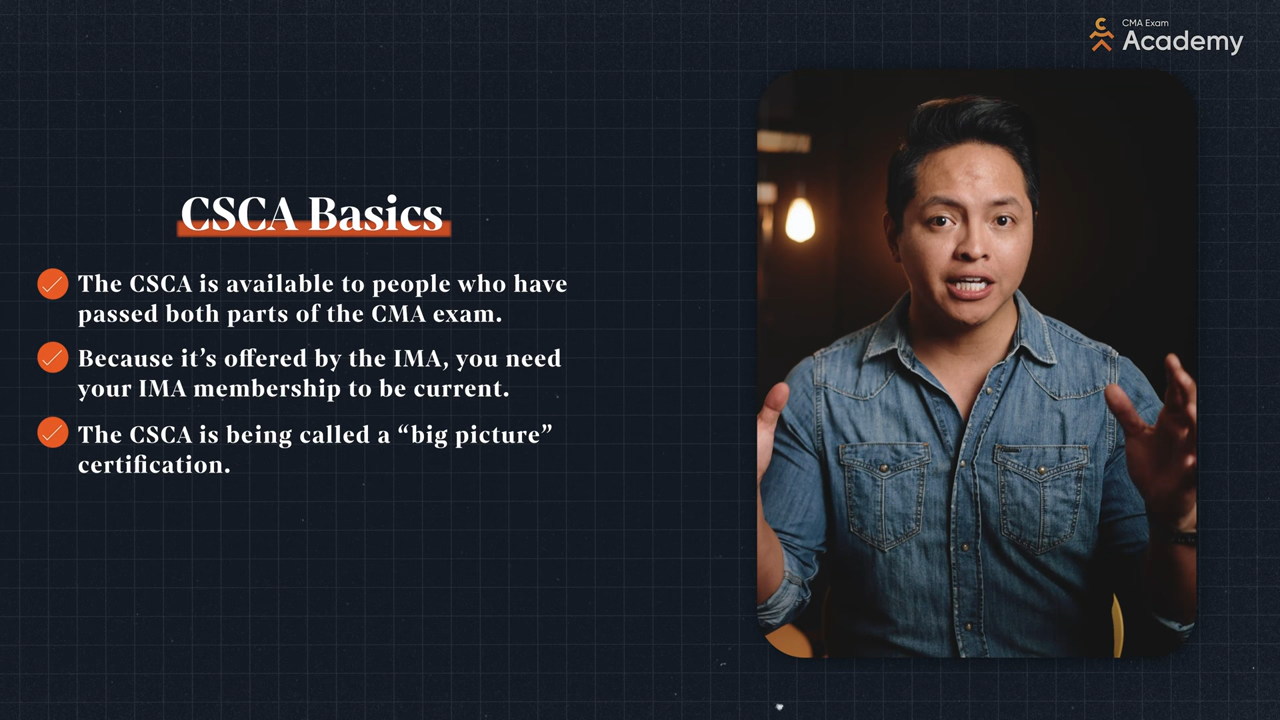 CMA Exam
Academy
CSCA Basics
The CSCA is available to people who have
passed both parts of the CMA exam.
Because it’s offered by the IMA, you need
your IMA membership to be current.
The CSCA is being called a “big picture”
certification.